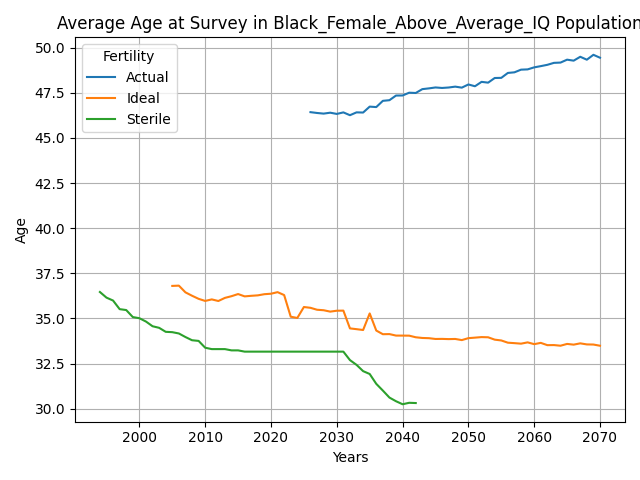 Average Age at Survey in Black_Female_Above_Average_IQ Population
Fertility
Actual
Ideal
Sterile
50.0
47.5
45.0
42.5
40.0
37.5
35.0
32.5
30.0
Age
2000 2010 2020 2030 2040 2050 2060 2070
Years